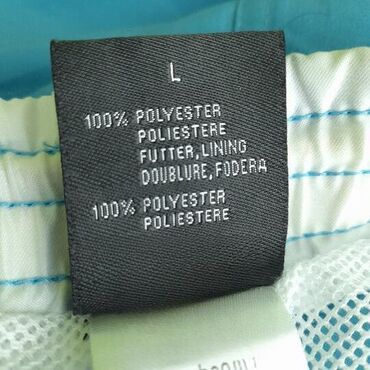 L
100% POLYESTER
POLIESTERE
FUTTER, LINING
DOUBLURE, FODERA
100% POLYESTER
POLIESTERE